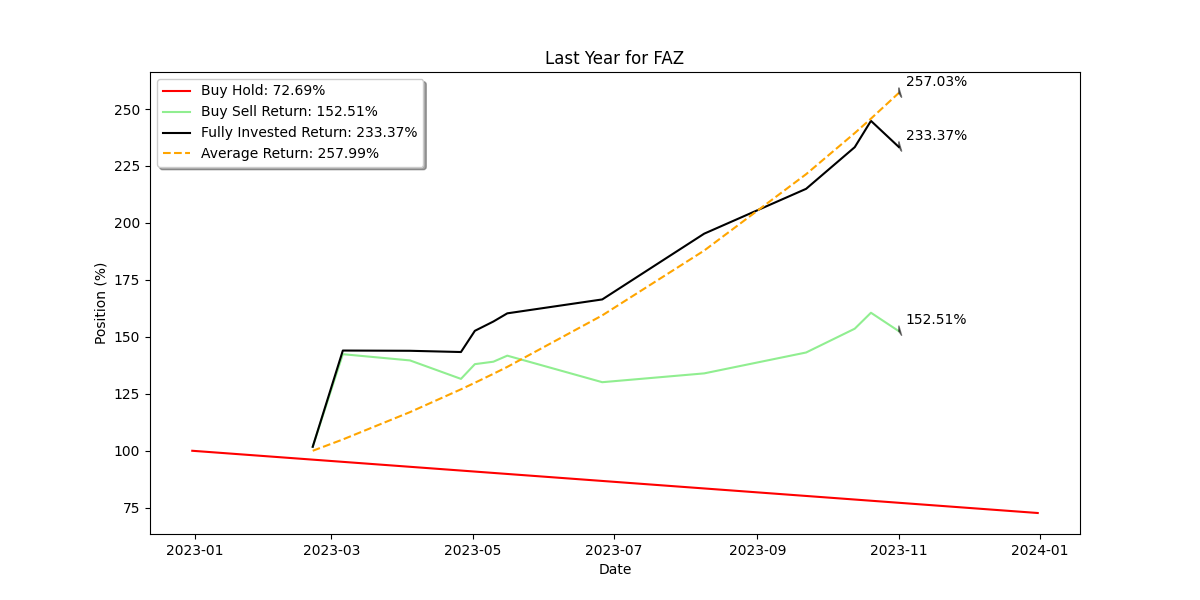 Last Year for FAZ
Buy Hold: 72.69%
Buy Sell Return: 152.51%
Fully Invested Return: 233.37%
Average Return: 257.99%
257.03%
233.37%
152.51%
Position (%)
250
225
200
175
150
125
100
75
2023-01
2023-03
2023-05
2023-07
2023-09
2023-11
2024-01
Date